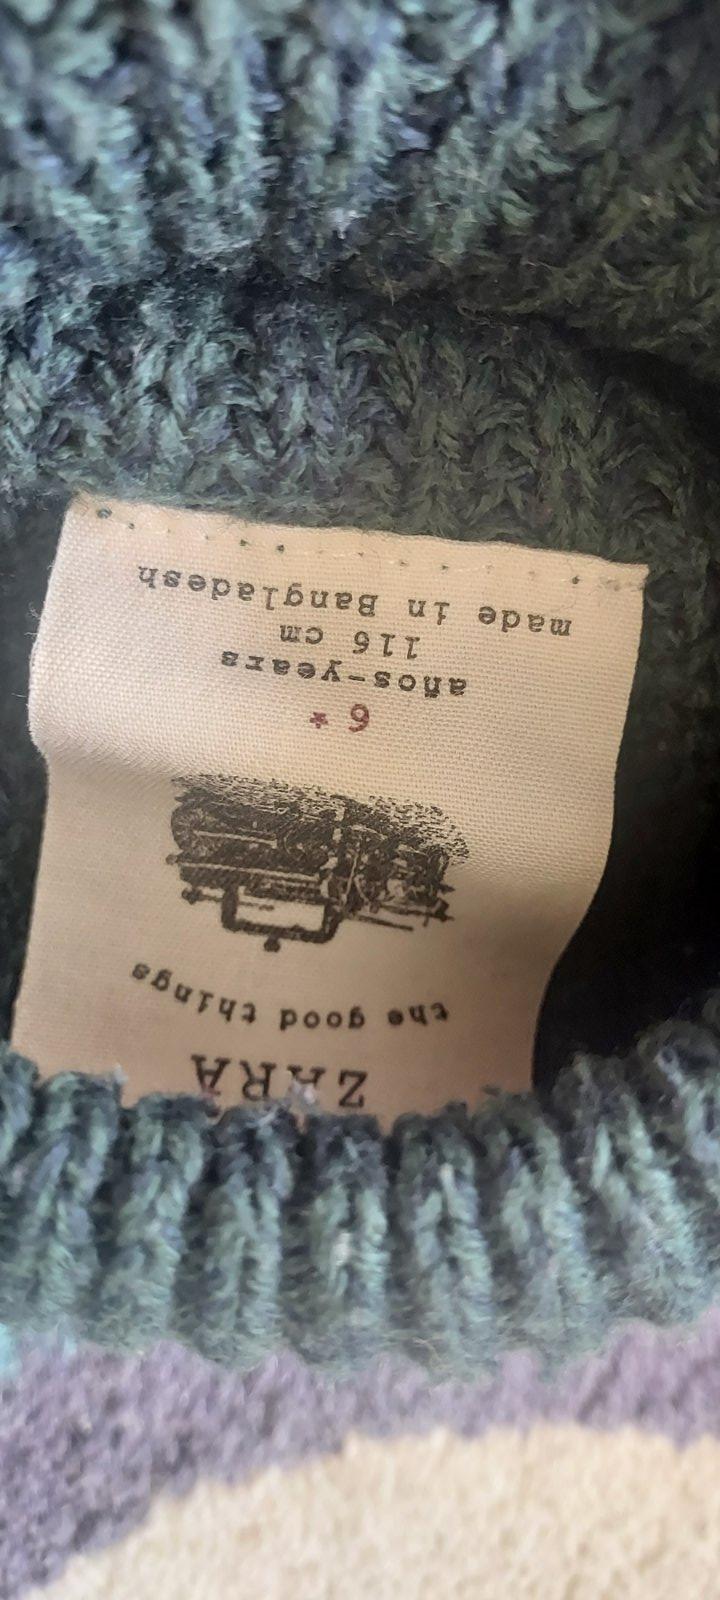 ZARA
the good things
6 *
años-years
116 cm
made in Bangladesh